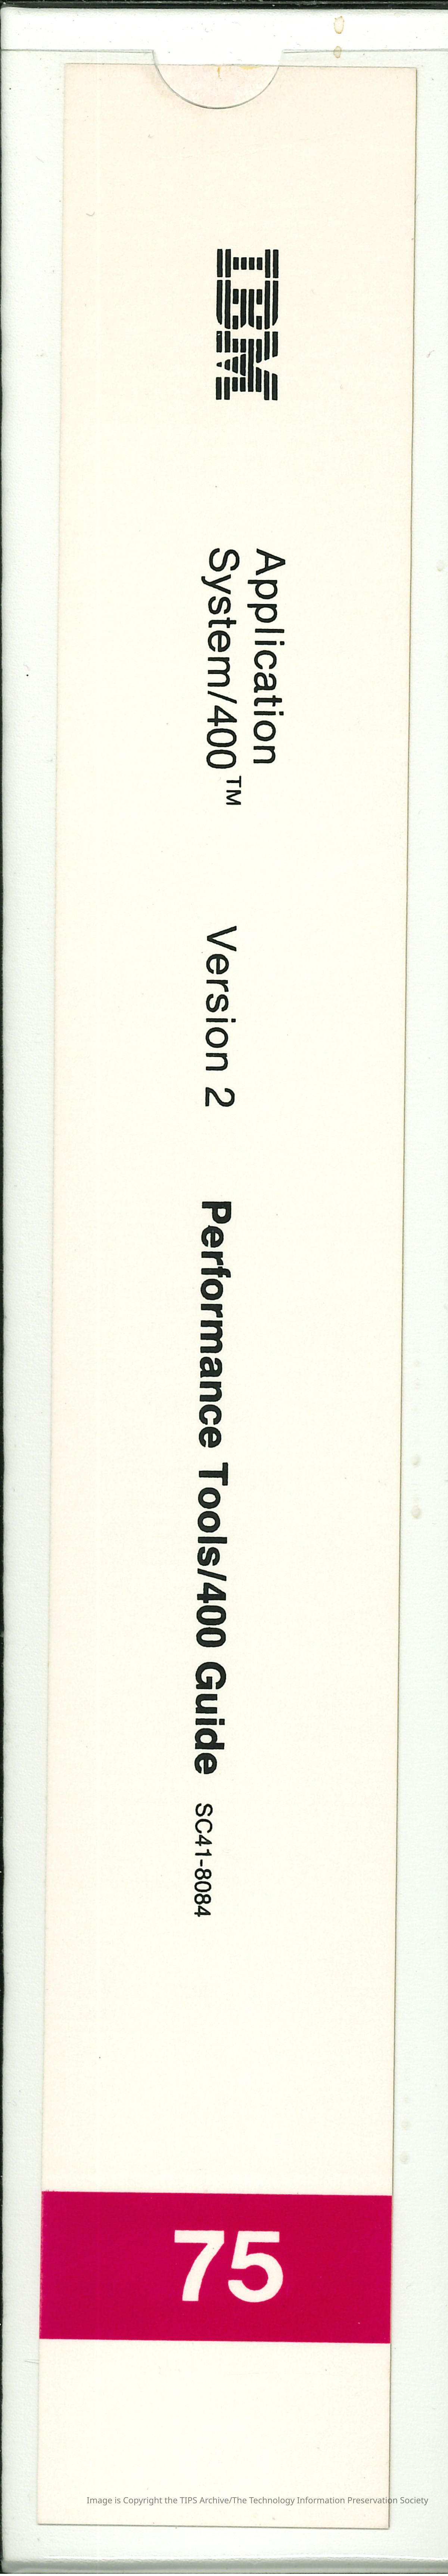 IBM
Application
System/400™
Version 2
Performance Tools/400 Guide SC41-8084
75
Image is Copyright the TIPS Archive/The Technology Information Preservation Society